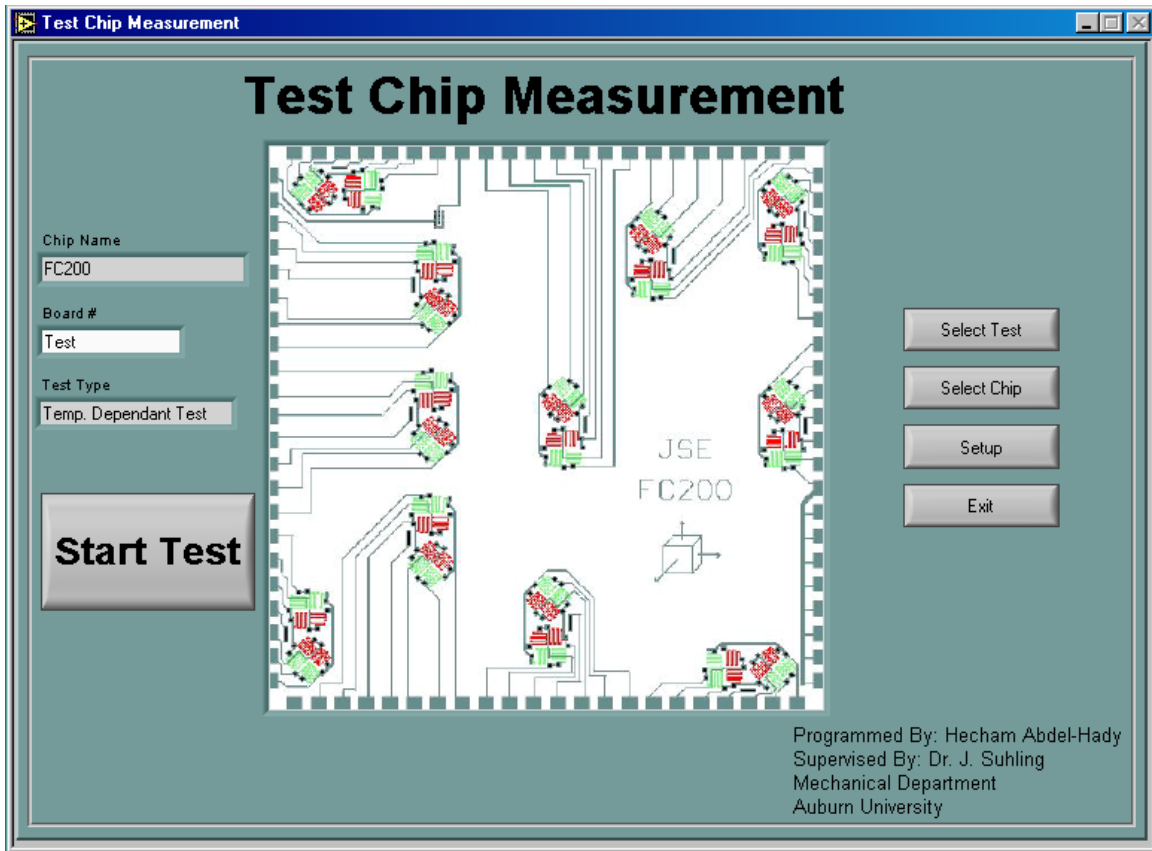 Test Chip Measurement
Test Chip Measurement
Chip Name
FC200
Board #
Test
Test Type
Temp. Dependant Test
Start Test
JSE
FC200
Select Test
Select Chip
Setup
Exit
Programmed By: Hecham Abdel-Hady
Supervised By: Dr. J. Suhling
Mechanical Department
Auburn University